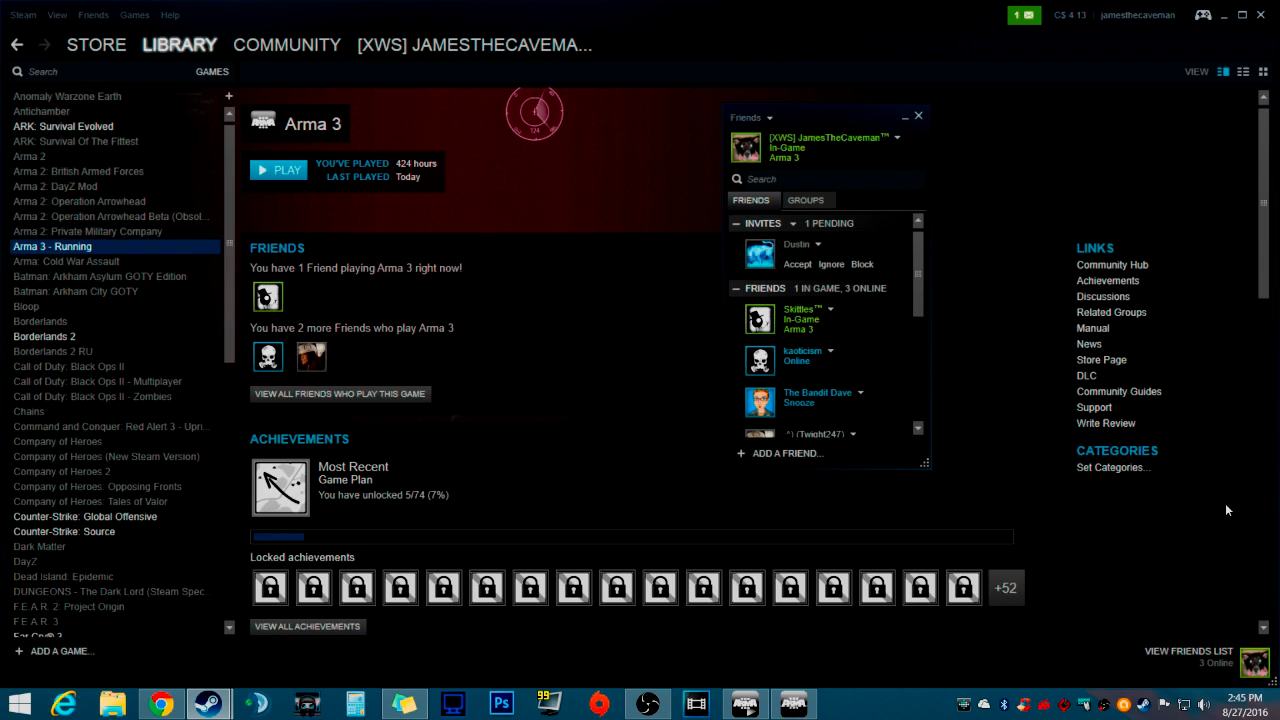 Steam View Friends Games Help
1 C$ 4.13 jamesthecaveman
STORE LIBRARY COMMUNITY [XWS] JAMESTHECAVEMA...
Search GAMES
VIEW
Anomaly Warzone Earth
Antichamber
ARK: Survival Evolved
ARK: Survival Of The Fittest
Arma 2
Arma 2: British Armed Forces
Arma 2: DayZ Mod
Arma 2: Operation Arrowhead
Arma 2: Operation Arrowhead Beta (Obsol...
Arma 2: Private Military Company
Arma 3 - Running
Arma: Cold War Assault
Batman: Arkham Asylum GOTY Edition
Batman: Arkham City GOTY
Bloop
Borderlands
Borderlands 2
Borderlands 2 RU
Call of Duty: Black Ops II
Call of Duty: Black Ops II - Multiplayer
Call of Duty: Black Ops II - Zombies
Chains
Command and Conquer: Red Alert 3 - Upri...
Company of Heroes
Company of Heroes (New Steam Version)
Company of Heroes 2
Company of Heroes: Opposing Fronts
Company of Heroes: Tales of Valor
Counter-Strike: Global Offensive
Counter-Strike: Source
Dark Matter
DayZ
Dead Island: Epidemic
DUNGEONS - The Dark Lord (Steam Spec...
F.E.A.R. 2: Project Origin
F.E.A.R. 3
Far Cry® 3
+ ADD A GAME...
Arma 3
PLAY
YOU'VE PLAYED 424 hours
LAST PLAYED Today
FRIENDS
You have 1 Friend playing Arma 3 right now!
You have 2 more Friends who play Arma 3
VIEW ALL FRIENDS WHO PLAY THIS GAME
ACHIEVEMENTS
Most Recent
Game Plan
You have unlocked 5/74 (7%)
Locked achievements
+52
VIEW ALL ACHIEVEMENTS
Friends
[XWS] JamesTheCaveman™
In-Game
Arma 3
Search
FRIENDS GROUPS
INVITES 1 PENDING
Dustin
Accept Ignore Block
FRIENDS 1 IN GAME, 3 ONLINE
Skittles™
In-Game
Arma 3
kaoticism
Online
The Bandil Dave
Snooze
^) (Twight247)
+ ADD A FRIEND...
LINKS
Community Hub
Achievements
Discussions
Related Groups
Manual
News
Store Page
DLC
Community Guides
Support
Write Review
CATEGORIES
Set Categories...
VIEW FRIENDS LIST
3 Online
Ps
99
2:45 PM
8/27/2016